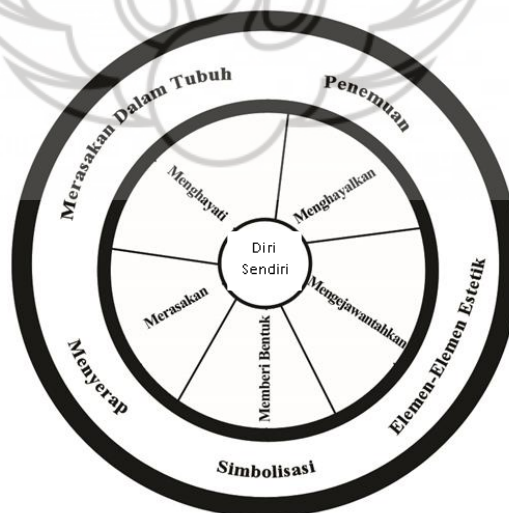 Merasakan Dalam Tubuh
Penemuan
Elemen-Elemen Estetik
Simbolisasi
Menyerap
Menghayati
Menghayalkan
Mengejawantahkan
Memberi Bentuk
Merasakan
Diri
Sendiri